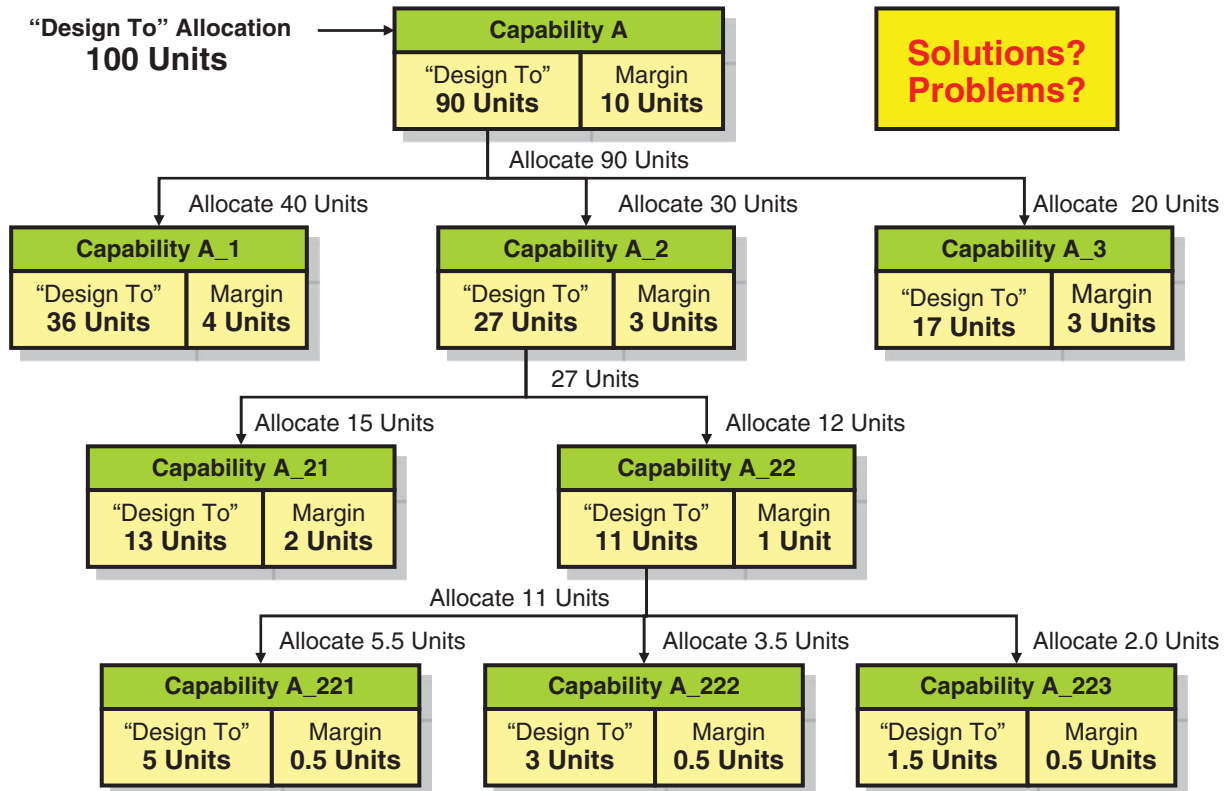 “Design To” Allocation
100 Units
Capability A
“Design To”
90 Units
Margin
10 Units
Solutions?
Problems?
Allocate 90 Units
Allocate 40 Units
Allocate 30 Units
Allocate 20 Units
Capability A_1
“Design To”
36 Units
Margin
4 Units
Capability A_2
“Design To”
27 Units
Margin
3 Units
Capability A_3
“Design To”
17 Units
Margin
3 Units
27 Units
Allocate 15 Units
Allocate 12 Units
Capability A_21
“Design To”
13 Units
Margin
2 Units
Capability A_22
“Design To”
11 Units
Margin
1 Unit
Allocate 11 Units
Allocate 5.5 Units
Allocate 3.5 Units
Allocate 2.0 Units
Capability A_221
“Design To”
5 Units
Margin
0.5 Units
Capability A_222
“Design To”
3 Units
Margin
0.5 Units
Capability A_223
“Design To”
1.5 Units
Margin
0.5 Units